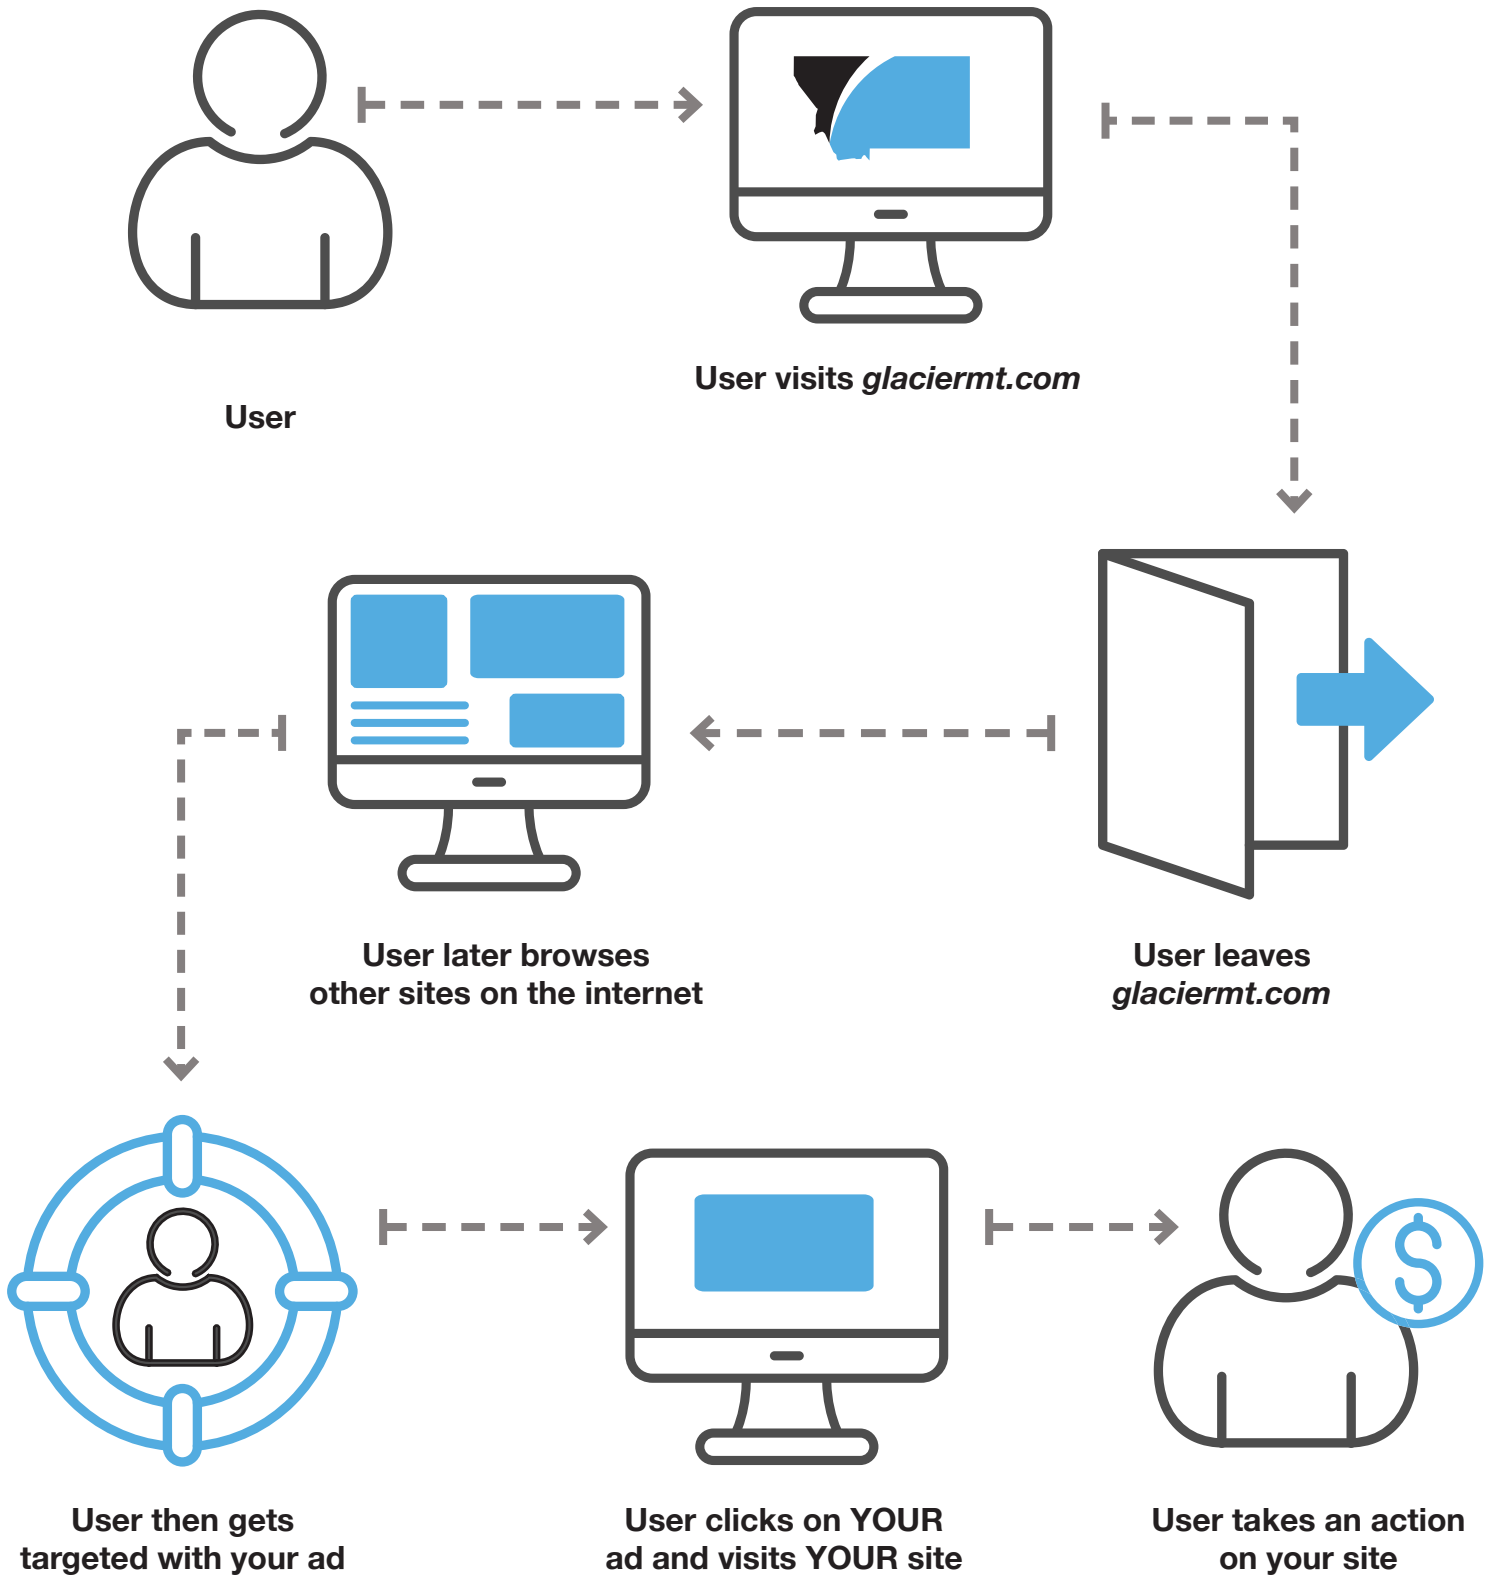 User
User visits glaciermt.com
User leaves
glaciermt.com
User later browses
other sites on the internet
User then gets
targeted with your ad
User clicks on YOUR
ad and visits YOUR site
$
User takes an action
on your site